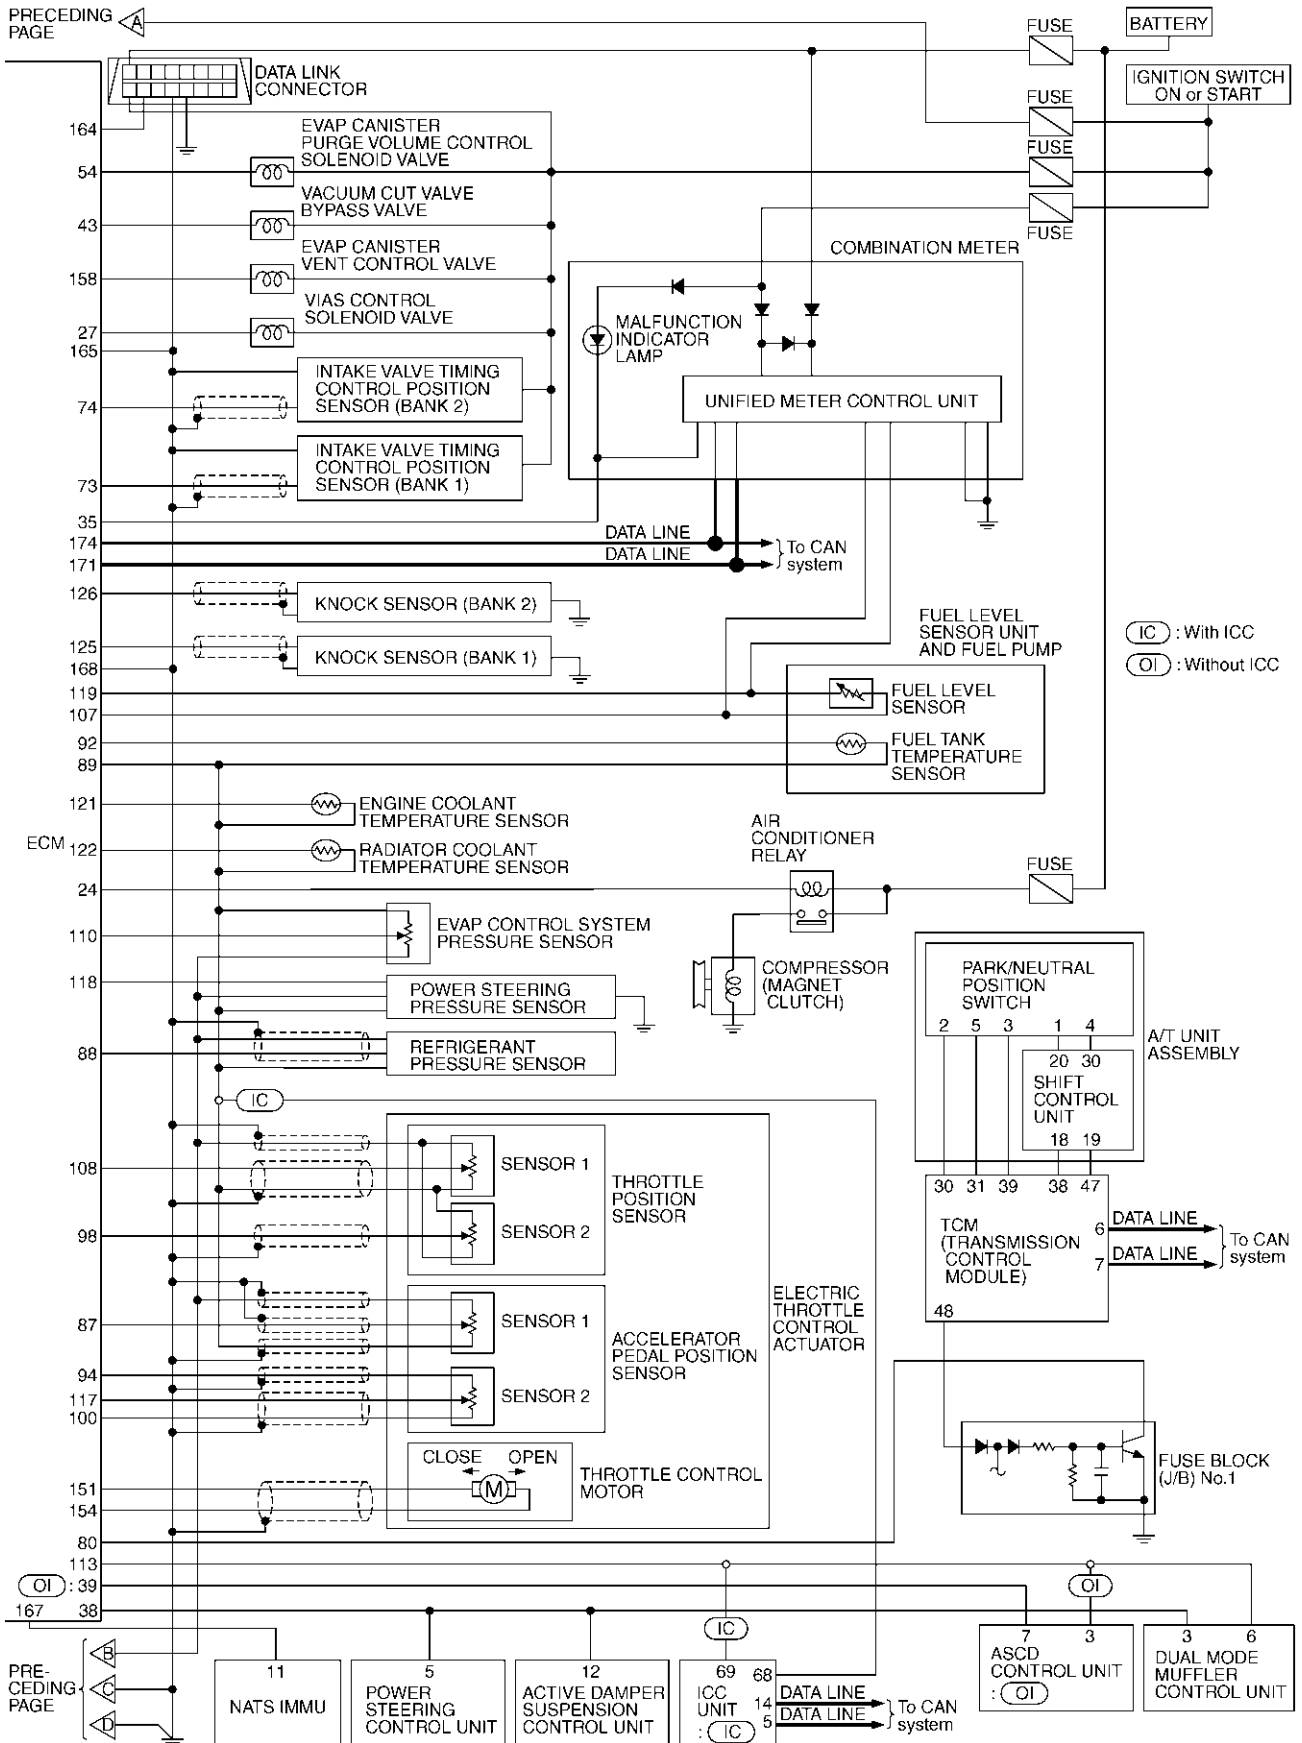 PRECEDING
PAGE
A
FUSE
BATTERY
DATA LINK
CONNECTOR
IGNITION SWITCH
ON or START
FUSE
164
EVAP CANISTER
PURGE VOLUME CONTROL
SOLENOID VALVE
FUSE
54
VACUUM CUT VALVE
BYPASS VALVE
43
FUSE
EVAP CANISTER
VENT CONTROL VALVE
COMBINATION METER
158
VIAS CONTROL
SOLENOID VALVE
27
165
MALFUNCTION
INDICATOR
LAMP
INTAKE VALVE TIMING
CONTROL POSITION
SENSOR (BANK 2)
74
UNIFIED METER CONTROL UNIT
INTAKE VALVE TIMING
CONTROL POSITION
SENSOR (BANK 1)
73
35
174
DATA LINE
171
DATA LINE
To CAN
system
126
KNOCK SENSOR (BANK 2)
125
KNOCK SENSOR (BANK 1)
168
FUEL LEVEL
SENSOR UNIT
AND FUEL PUMP
IC : With ICC
OI : Without ICC
119
107
FUEL LEVEL
SENSOR
92
89
FUEL TANK
TEMPERATURE
SENSOR
121
ENGINE COOLANT
TEMPERATURE SENSOR
ECM
122
RADIATOR COOLANT
TEMPERATURE SENSOR
AIR
CONDITIONER
RELAY
FUSE
24
110
EVAP CONTROL SYSTEM
PRESSURE SENSOR
118
POWER STEERING
PRESSURE SENSOR
COMPRESSOR
(MAGNET
CLUTCH)
PARK/NEUTRAL
POSITION
SWITCH
2 5 3 1 4
A/T UNIT
ASSEMBLY
88
REFRIGERANT
PRESSURE SENSOR
20 30
SHIFT
CONTROL
UNIT
18 19
IC
108
SENSOR 1
THROTTLE
POSITION
SENSOR
98
SENSOR 2
30 31 39 38 47
TCM
(TRANSMISSION
CONTROL
MODULE)
6
DATA LINE
7
DATA LINE
To CAN
system
48
87
SENSOR 1
ACCELERATOR
PEDAL POSITION
SENSOR
ELECTRIC
THROTTLE
CONTROL
ACTUATOR
94
117
100
SENSOR 2
CLOSE OPEN
M
THROTTLE CONTROL
MOTOR
151
154
FUSE BLOCK
(J/B) No.1
80
113
OI : 39
OI
167
38
IC
B
PRE-
CEDING
PAGE
C
D
11
NATS IMMU
5
POWER
STEERING
CONTROL UNIT
12
ACTIVE DAMPER
SUSPENSION
CONTROL UNIT
69
68
ICC
UNIT
: IC
14
DATA LINE
5
DATA LINE
To CAN
system
7 3
ASCD
CONTROL UNIT
: OI
3 6
DUAL MODE
MUFFLER
CONTROL UNIT